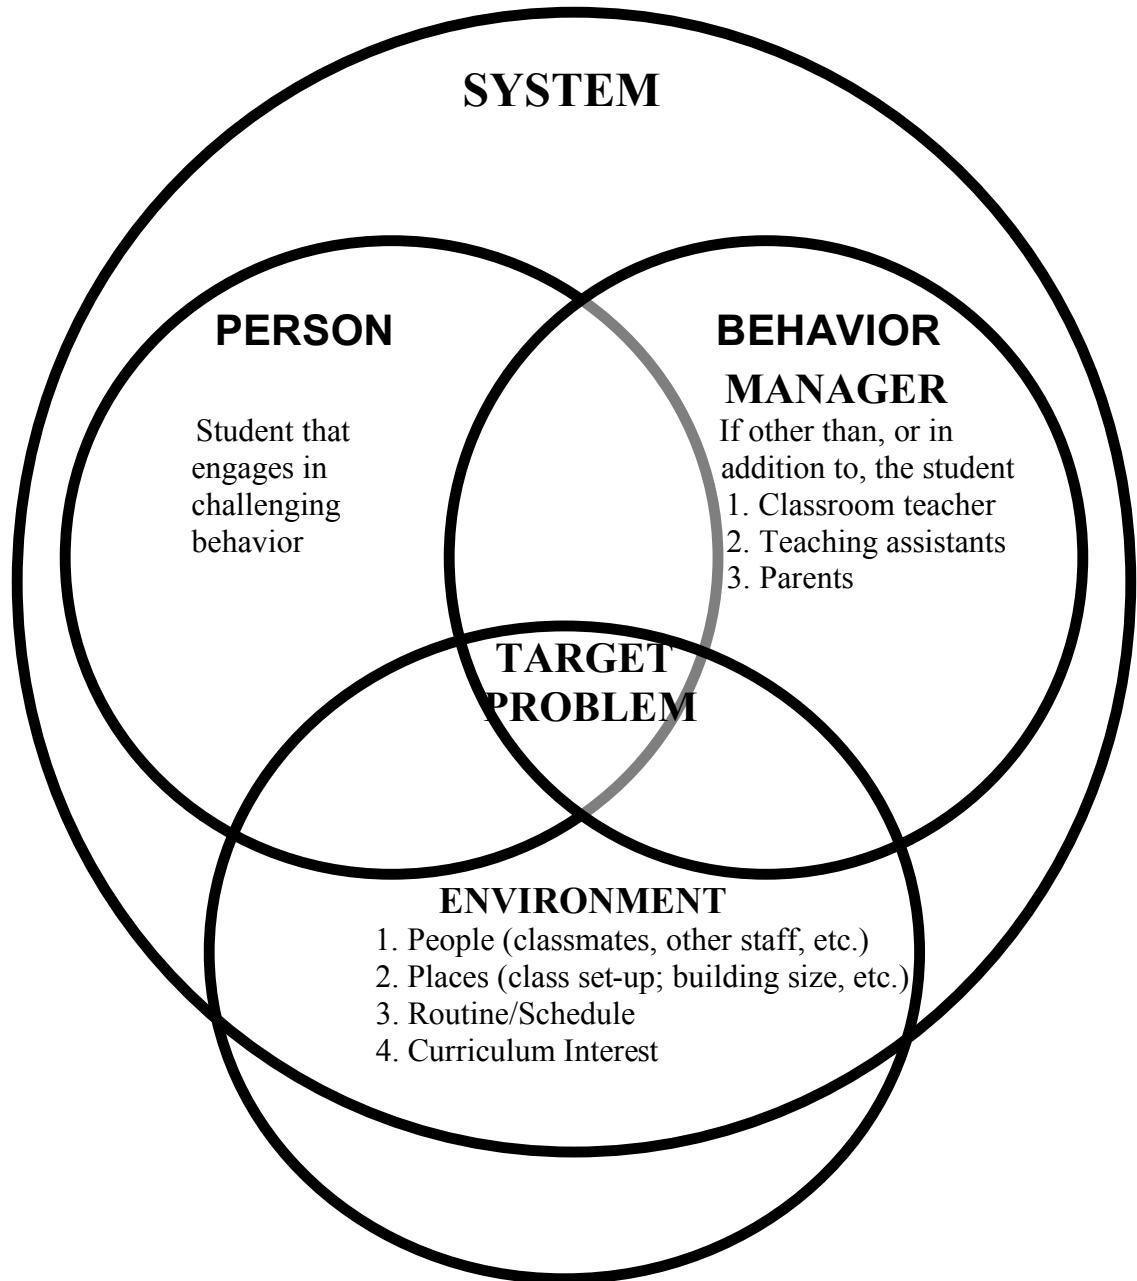 SYSTEM
PERSON
Student that
engages in
challenging
behavior
BEHAVIOR
MANAGER
If other than, or in
addition to, the student
1. Classroom teacher
2. Teaching assistants
3. Parents
TARGET
PROBLEM
ENVIRONMENT
1. People (classmates, other staff, etc.)
2. Places (class set-up; building size, etc.)
3. Routine/Schedule
4. Curriculum Interest